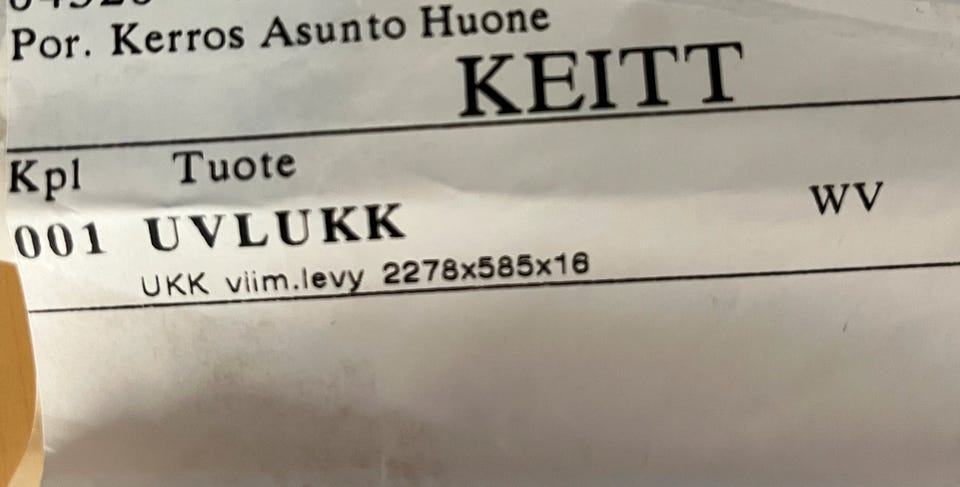 Por. Kerros Asunto Huone
KEITT
Kpl Tuote
001 UVLUKK WV
UKK viim.levy 2278x585x16